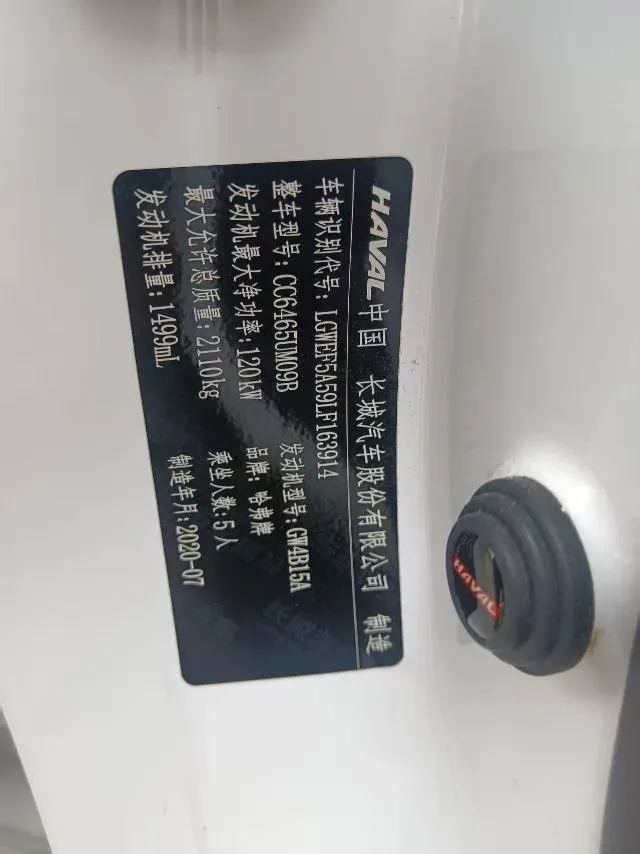 HAVAL 中国 长城汽车股份有限公司 制造
车辆识别代号: LGWEF5A59LF163914
整车型号: CC6465UM09B 发动机型号: GW4B15A
发动机最大净功率: 120kW 品牌: 哈弗牌
最大允许总质量: 2110kg 乘坐人数: 5人
发动机排量: 1499mL 制造年月: 2020-07
HAVAL